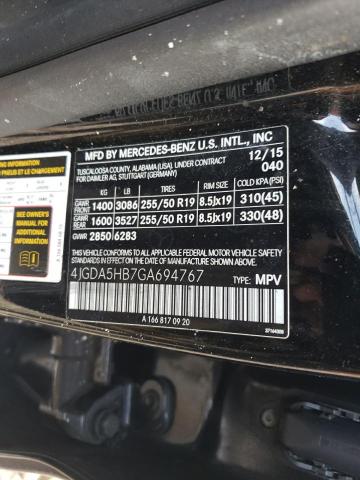 MFD BY MERCEDES-BENZ U.S. INTL., INC
TUSCALOOSA COUNTY, ALABAMA (USA), UNDER CONTRACT
FOR DAIMLER AG, STUTTGART (GERMANY)
12/15
040
KG LB TIRES RIM SIZE COLD KPA (PSI)
GAWR FRONT 1400 3086 255/50 R19 8.5Jx19 310(45)
GAWR REAR 1600 3527 255/50 R19 8.5Jx19 330(48)
GVWR 2850 6283
THIS VEHICLE CONFORMS TO ALL APPLICABLE FEDERAL MOTOR VEHICLE SAFETY
STANDARDS IN EFFECT ON THE DATE OF MANUFACTURE SHOWN ABOVE.
4JGDA5HB7GA694767 TYPE: MPV
A 166 817 09 20
SEE OWNER'S
MANUAL FOR
ADDITIONAL
INFORMATION